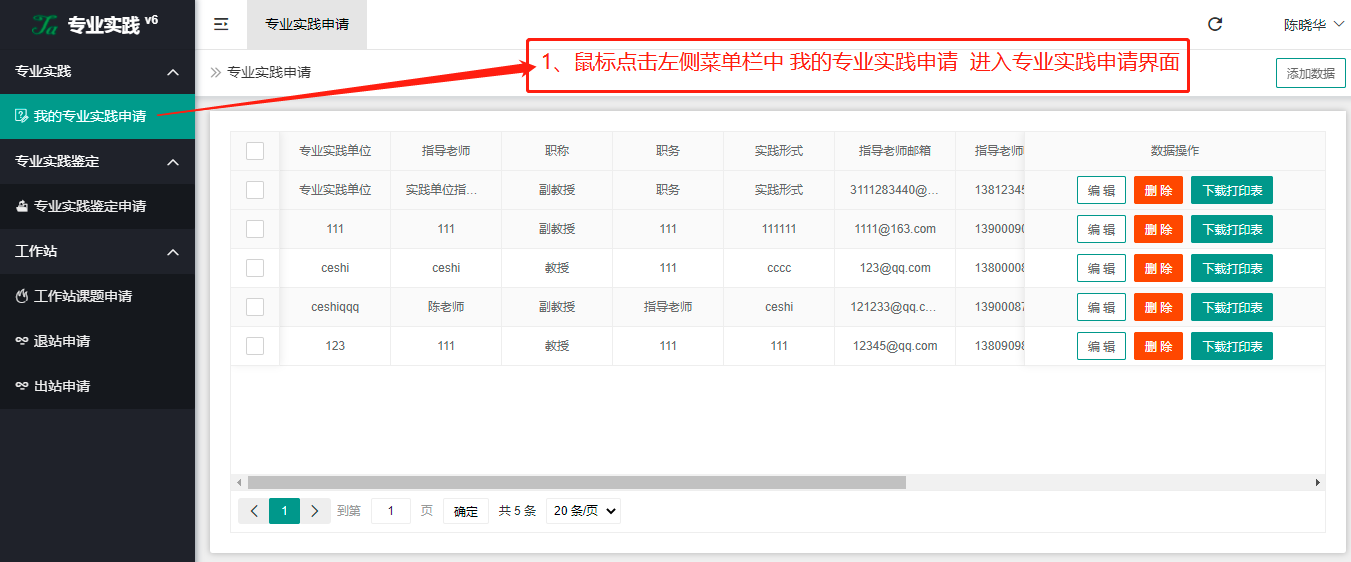 专业实践 v6
专业实践申请
陈晓华
专业实践
专业实践申请
1、鼠标点击左侧菜单栏中 我的专业实践申请 进入专业实践申请界面
添加数据
我的专业实践申请
专业实践鉴定
专业实践鉴定申请
工作站
工作站课题申请
退站申请
出站申请
专业实践单位 指导老师 职称 职务 实践形式 指导老师邮箱 指导老师 数据操作
专业实践单位 实践单位指... 副教授 职务 实践形式 3111283440@... 1381234 编辑 删除 下载打印表
111 111 副教授 111 111111 1111@163.com 1390009 编辑 删除 下载打印表
ceshi ceshi 教授 111 cccc 123@qq.com 1380000 编辑 删除 下载打印表
ceshiqqq 陈老师 副教授 指导老师 ceshi 121233@qq.c... 1390008 编辑 删除 下载打印表
123 111 教授 111 111 12345@qq.com 1380909 编辑 删除 下载打印表
1 到第 1 页 确定 共 5 条 20 条/页